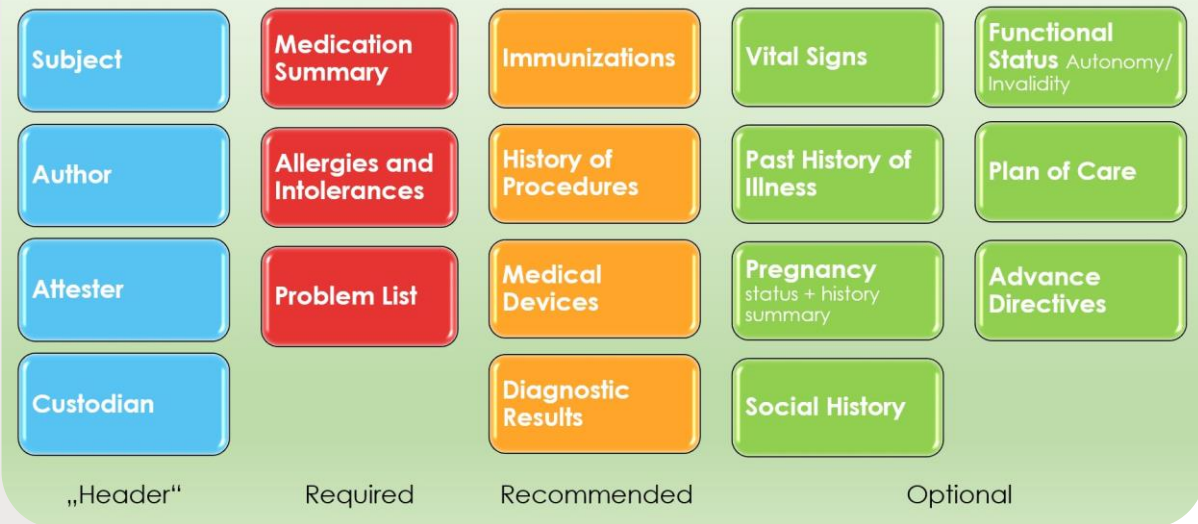 Subject
Author
Attester
Custodian
„Header“
Medication
Summary
Allergies and
Intolerances
Problem List
Required
Immunizations
History of
Procedures
Medical
Devices
Diagnostic
Results
Recommended
Vital Signs
Past History of
Illness
Pregnancy
status + history
summary
Social History
Functional
Status Autonomy/
Invalidity
Plan of Care
Advance
Directives
Optional